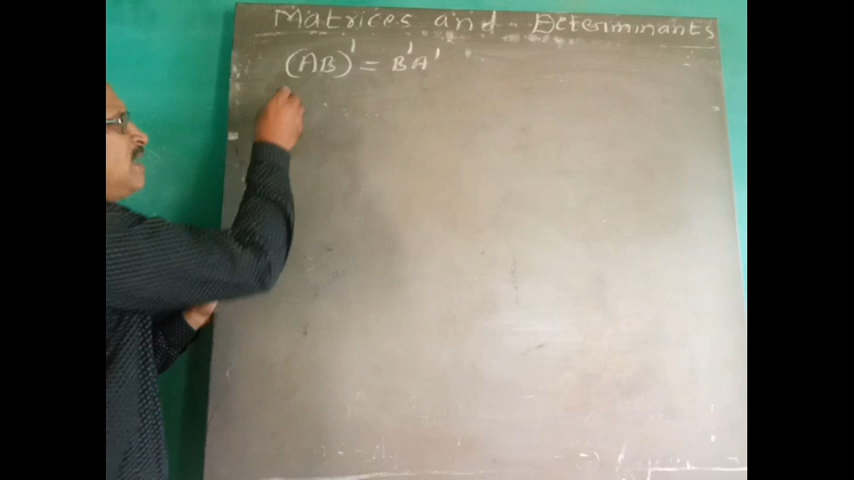 Matrices and Determinants
(AB)' = B'A'